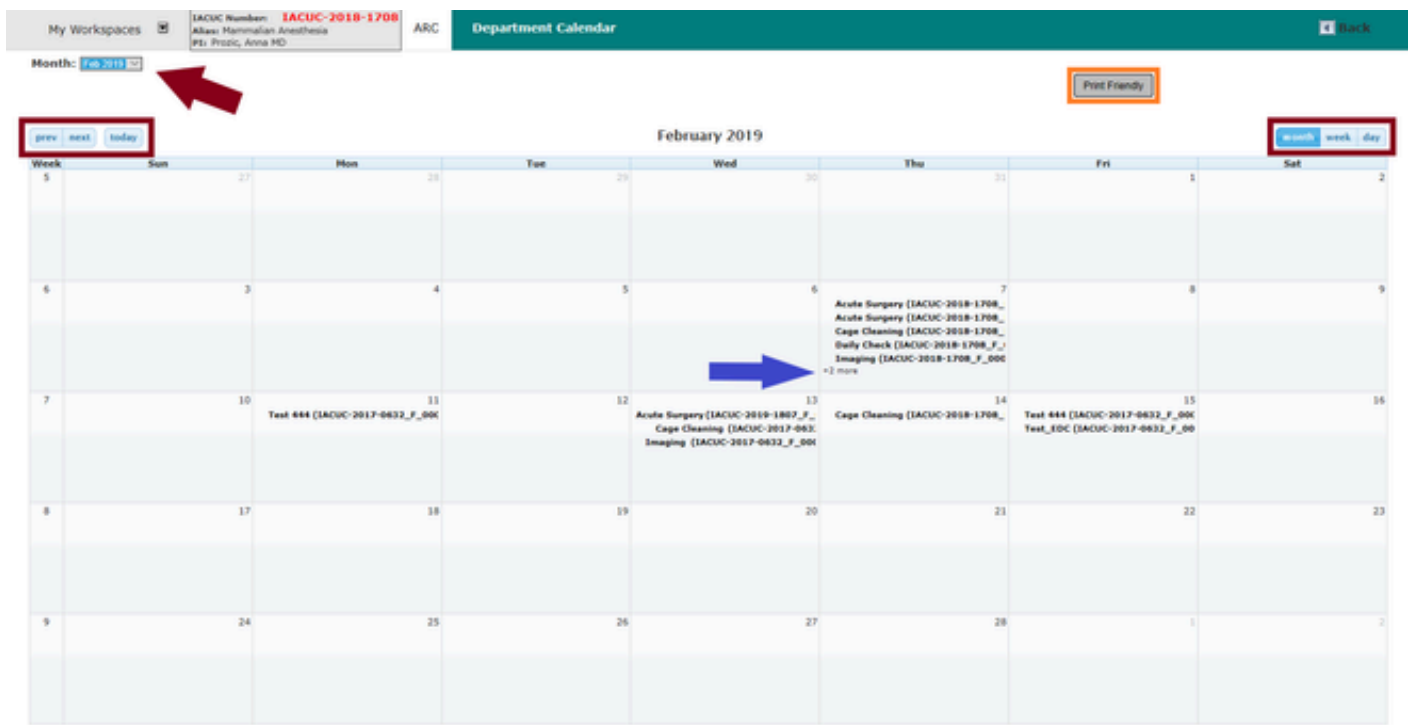 My Workspaces
IACUC Number: IACUC-2018-1708
Alias: Mammalian Anesthesia
PI: Prozic, Anna MD
ARC
Department Calendar
Back
Month: Feb 2019
Print Friendly
prev next today
February 2019
month week day
Week Sun Mon Tue Wed Thu Fri Sat
5 27 28 29 30 31 1 2
6 3 4 5 6 7 8 9
Acute Surgery (IACUC-2018-1708_
Acute Surgery (IACUC-2018-1708_
Cage Cleaning (IACUC-2018-1708_
Daily Check (IACUC-2018-1708_F_
Imaging (IACUC-2018-1708_F_000
+2 more
7 10 11 12 13 14 15 16
Test 444 (IACUC-2017-0632_F_000 Acute Surgery (IACUC-2019-1807_F_ Cage Cleaning (IACUC-2018-1708_ Test 444 (IACUC-2017-0632_F_000
Cage Cleaning (IACUC-2017-063 Test_EOC (IACUC-2017-0632_F_00
Imaging (IACUC-2017-0632_F_000
8 17 18 19 20 21 22 23
9 24 25 26 27 28 1 2